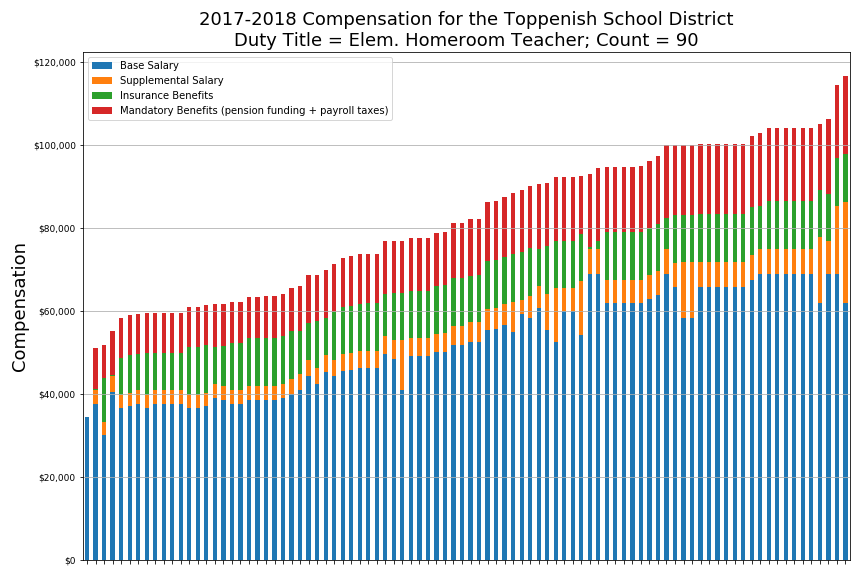 2017-2018 Compensation for the Toppenish School District
Duty Title = Elem. Homeroom Teacher; Count = 90
Base Salary
Supplemental Salary
Insurance Benefits
Mandatory Benefits (pension funding + payroll taxes)
Compensation
$120,000
$100,000
$80,000
$60,000
$40,000
$20,000
$0